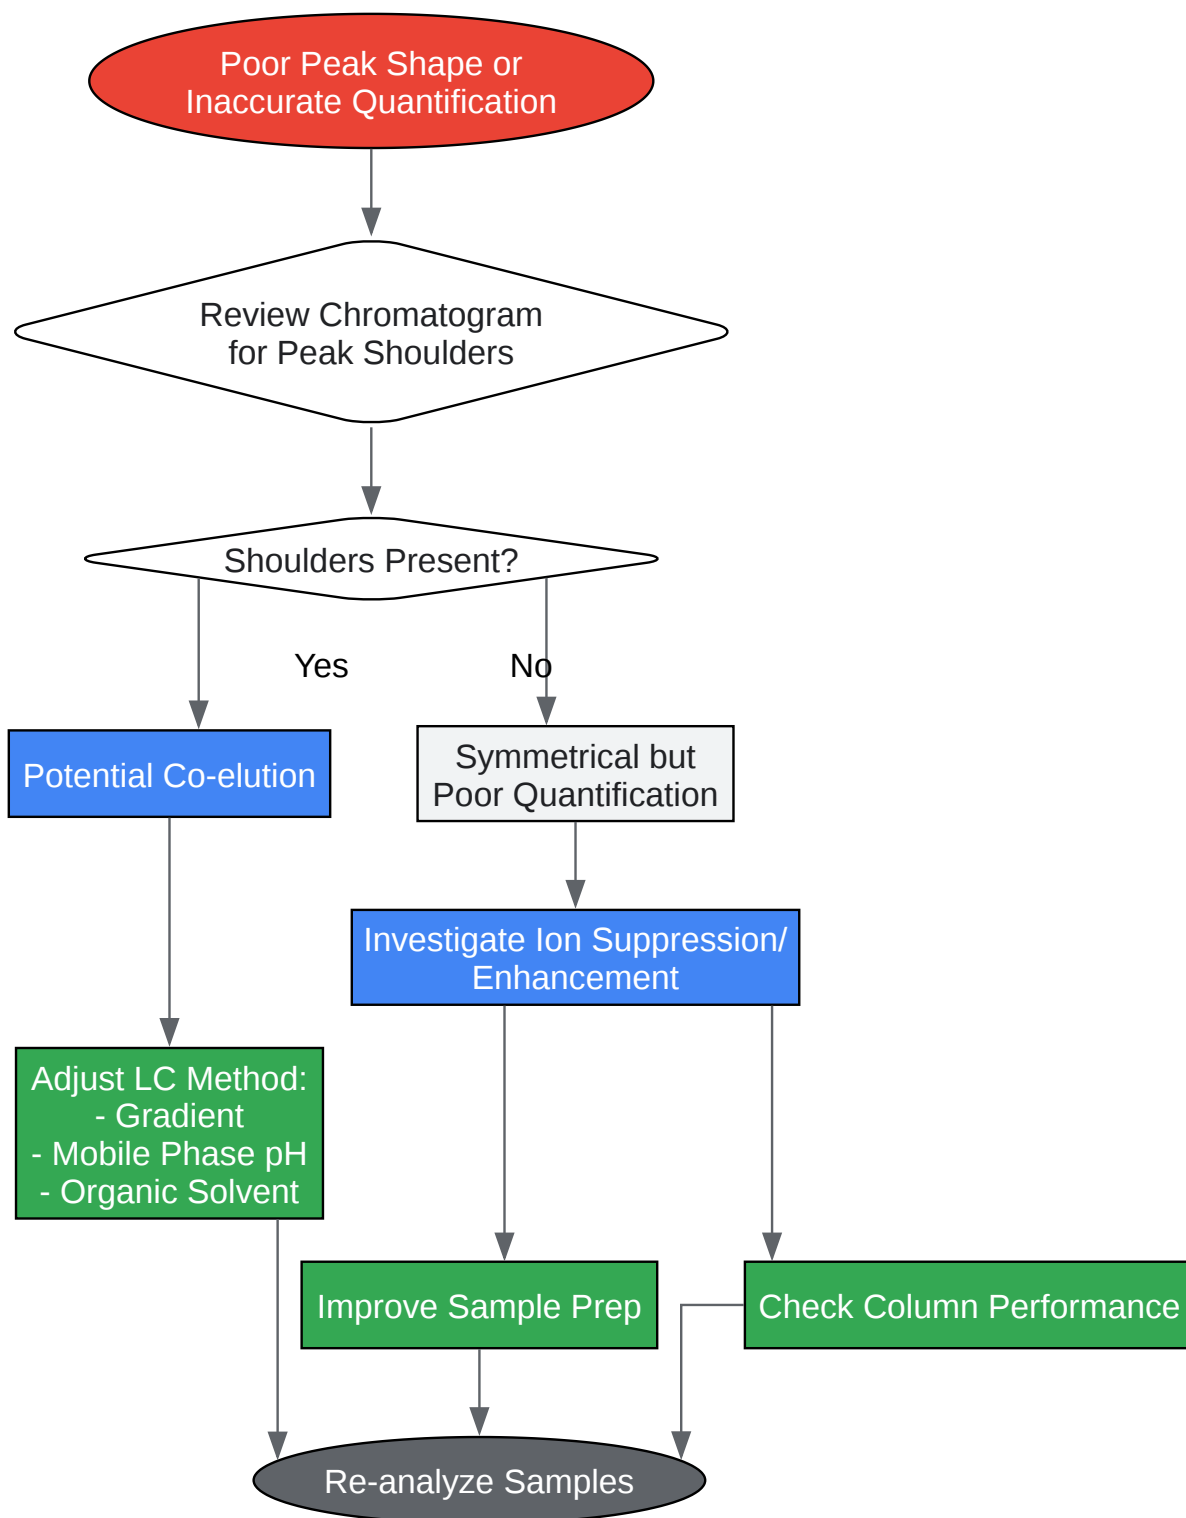 Poor Peak Shape or
Inaccurate Quantification
Review Chromatogram
for Peak Shoulders
Shoulders Present?
Yes
No
Potential Co-elution
Symmetrical but
Poor Quantification
Investigate Ion Suppression/
Enhancement
Adjust LC Method:
- Gradient
- Mobile Phase pH
- Organic Solvent
Improve Sample Prep
Check Column Performance
Re-analyze Samples